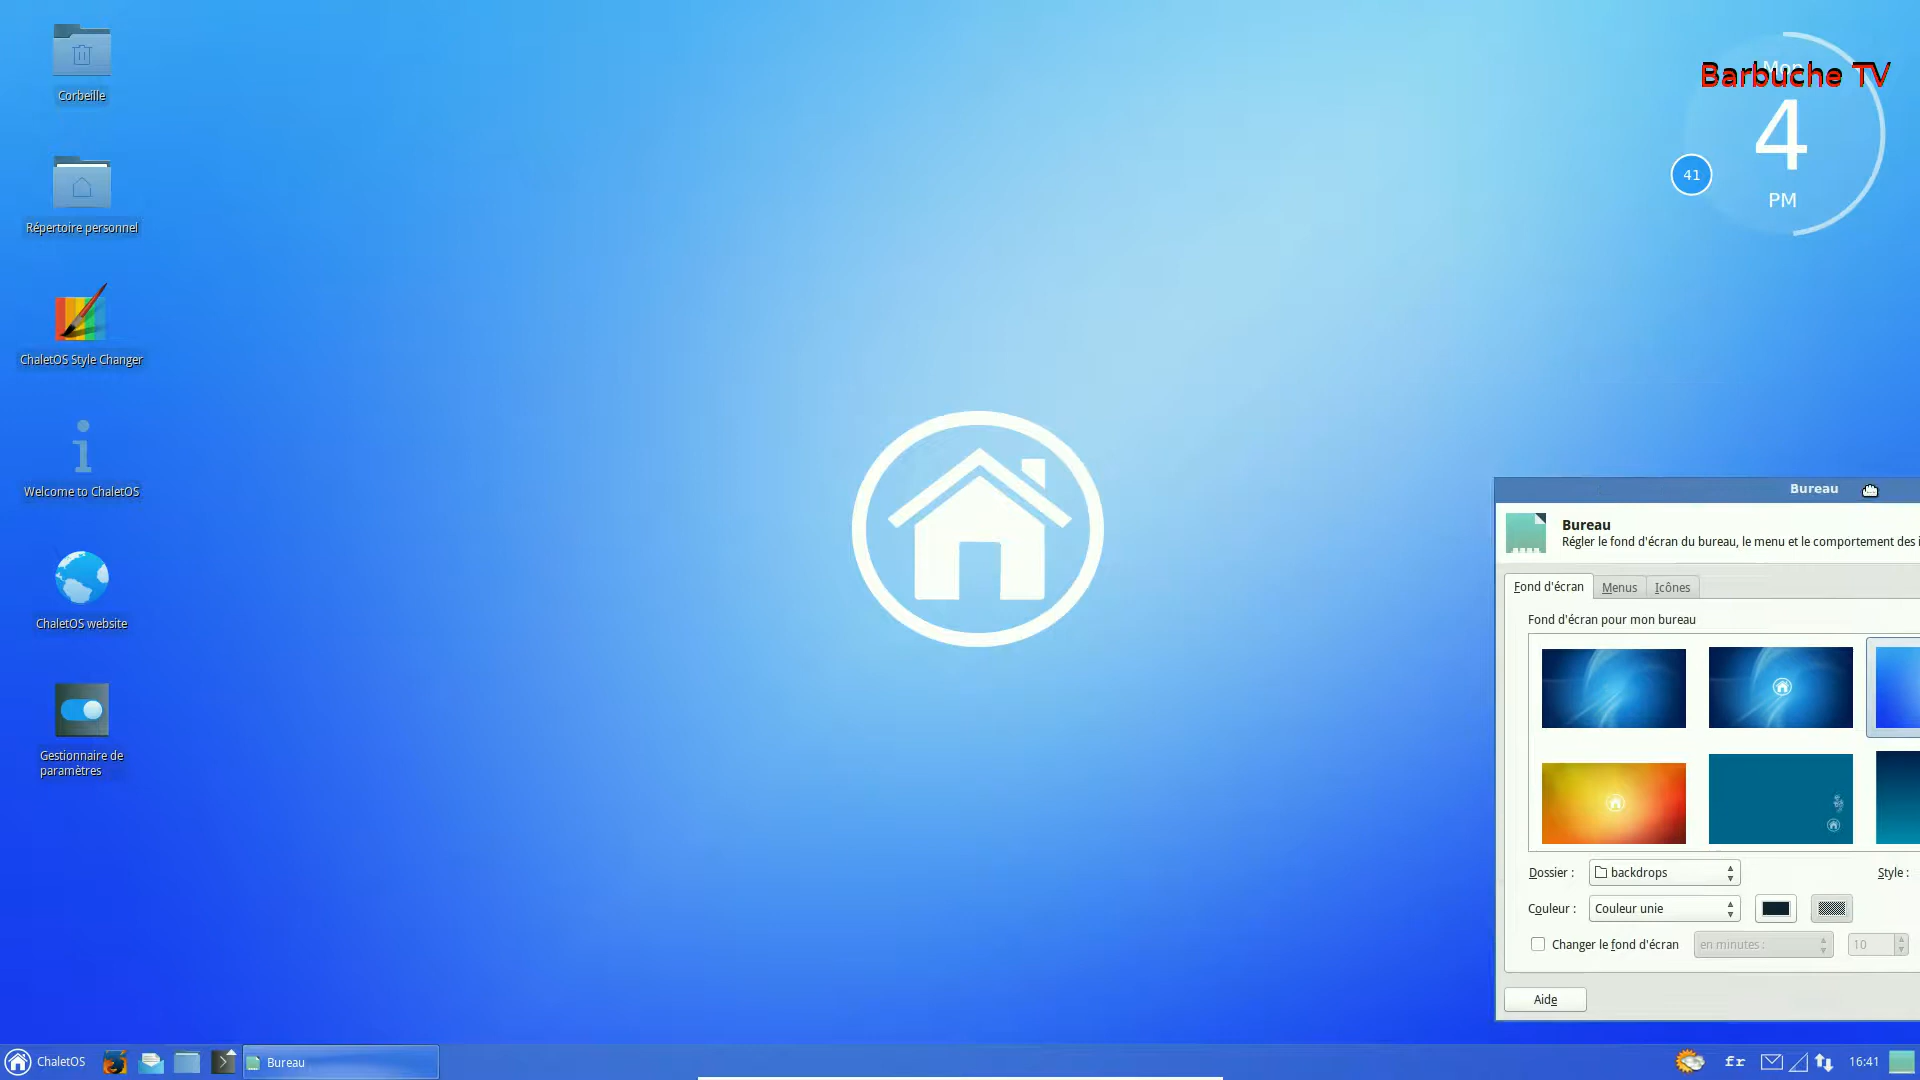 Corbeille
Répertoire personnel
ChaletOS Style Changer
Welcome to ChaletOS
ChaletOS website
Gestionnaire de
paramètres
Mon
Barbuche TV
4
41
PM
Bureau
Bureau
Régler le fond d'écran du bureau, le menu et le comportement des i
Fond d'écran Menus Icônes
Fond d'écran pour mon bureau
Dossier : backdrops Style :
Couleur : Couleur unie
Changer le fond d'écran en minutes : 10
Aide
ChaletOS Bureau fr 16:41